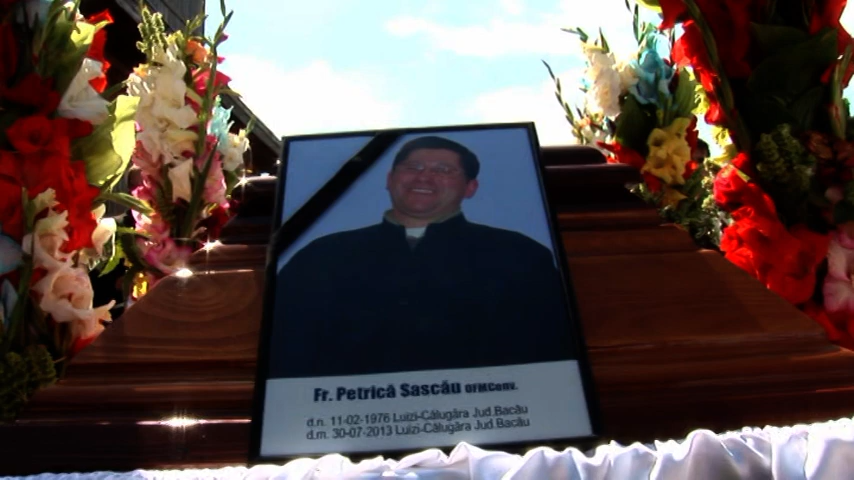 Fr. Petrică Sascău OFMConv.
d.n. 11-02-1976 Luizi-Călugăra Jud.Bacău
d.m. 30-07-2013 Luizi-Călugăra Jud.Bacău